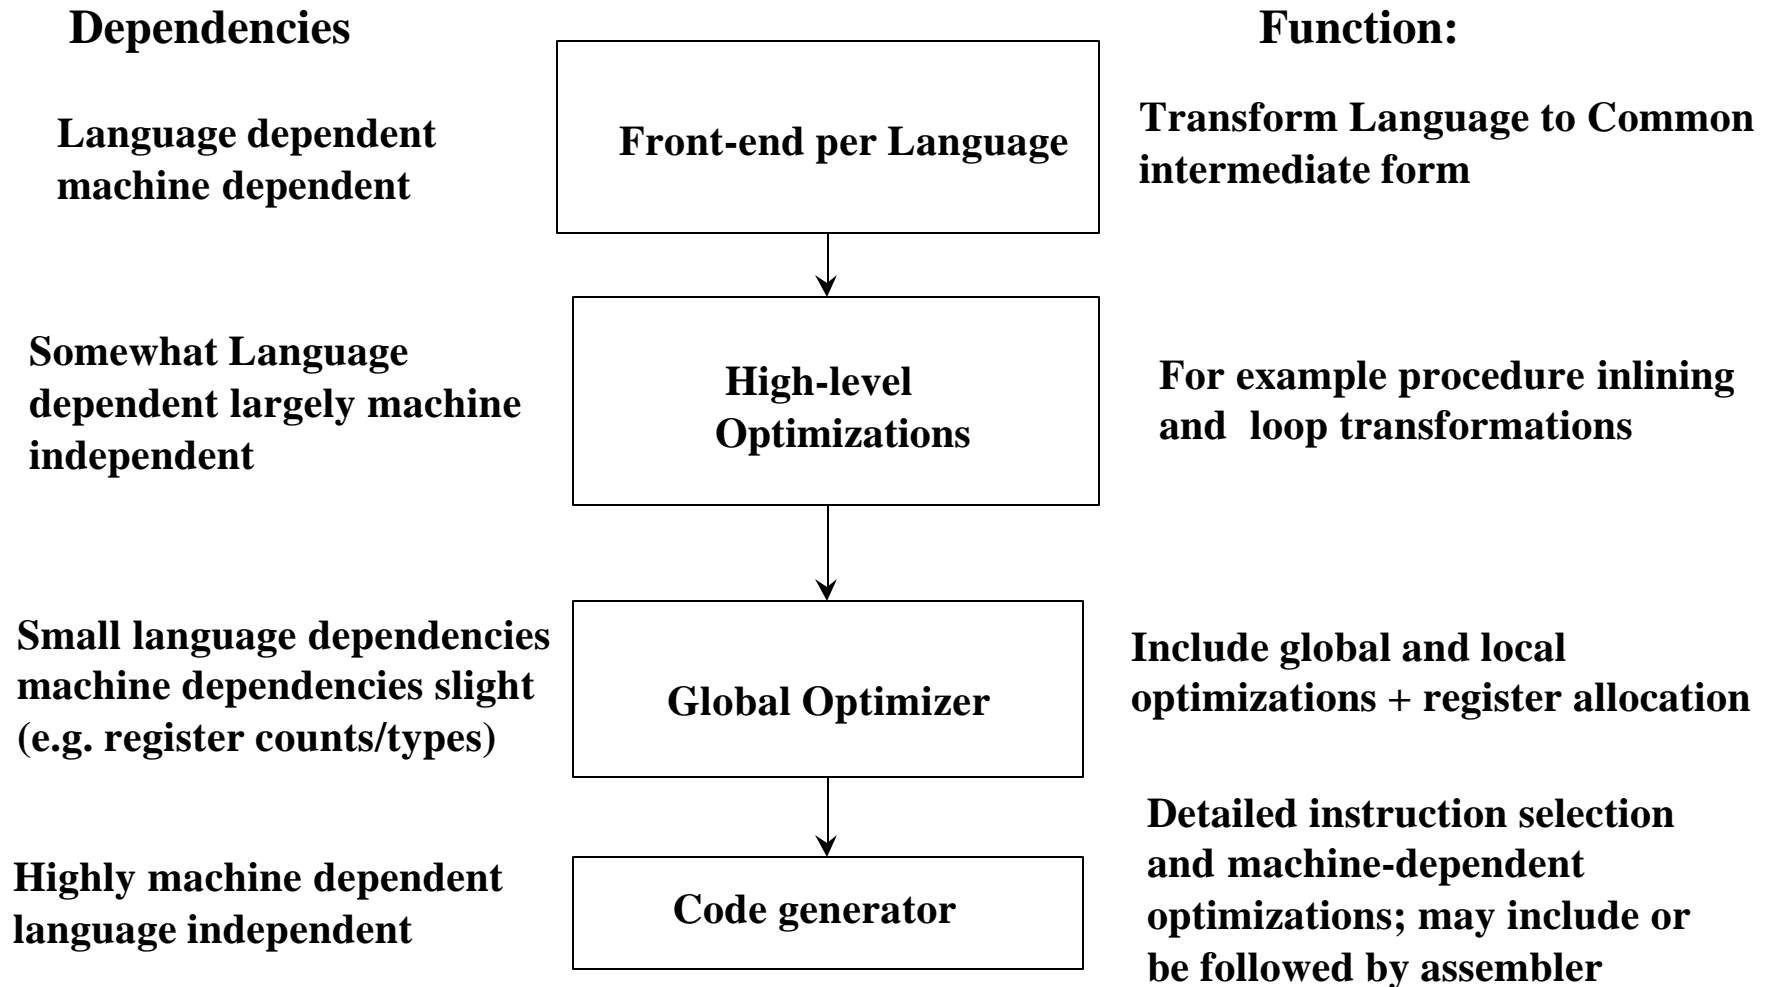 Dependencies
Function:
Language dependent
machine dependent
Front-end per Language
Transform Language to Common
intermediate form
Somewhat Language
dependent largely machine
independent
High-level
Optimizations
For example procedure inlining
and loop transformations
Small language dependencies
machine dependencies slight
(e.g. register counts/types)
Global Optimizer
Include global and local
optimizations + register allocation
Highly machine dependent
language independent
Code generator
Detailed instruction selection
and machine-dependent
optimizations; may include or
be followed by assembler